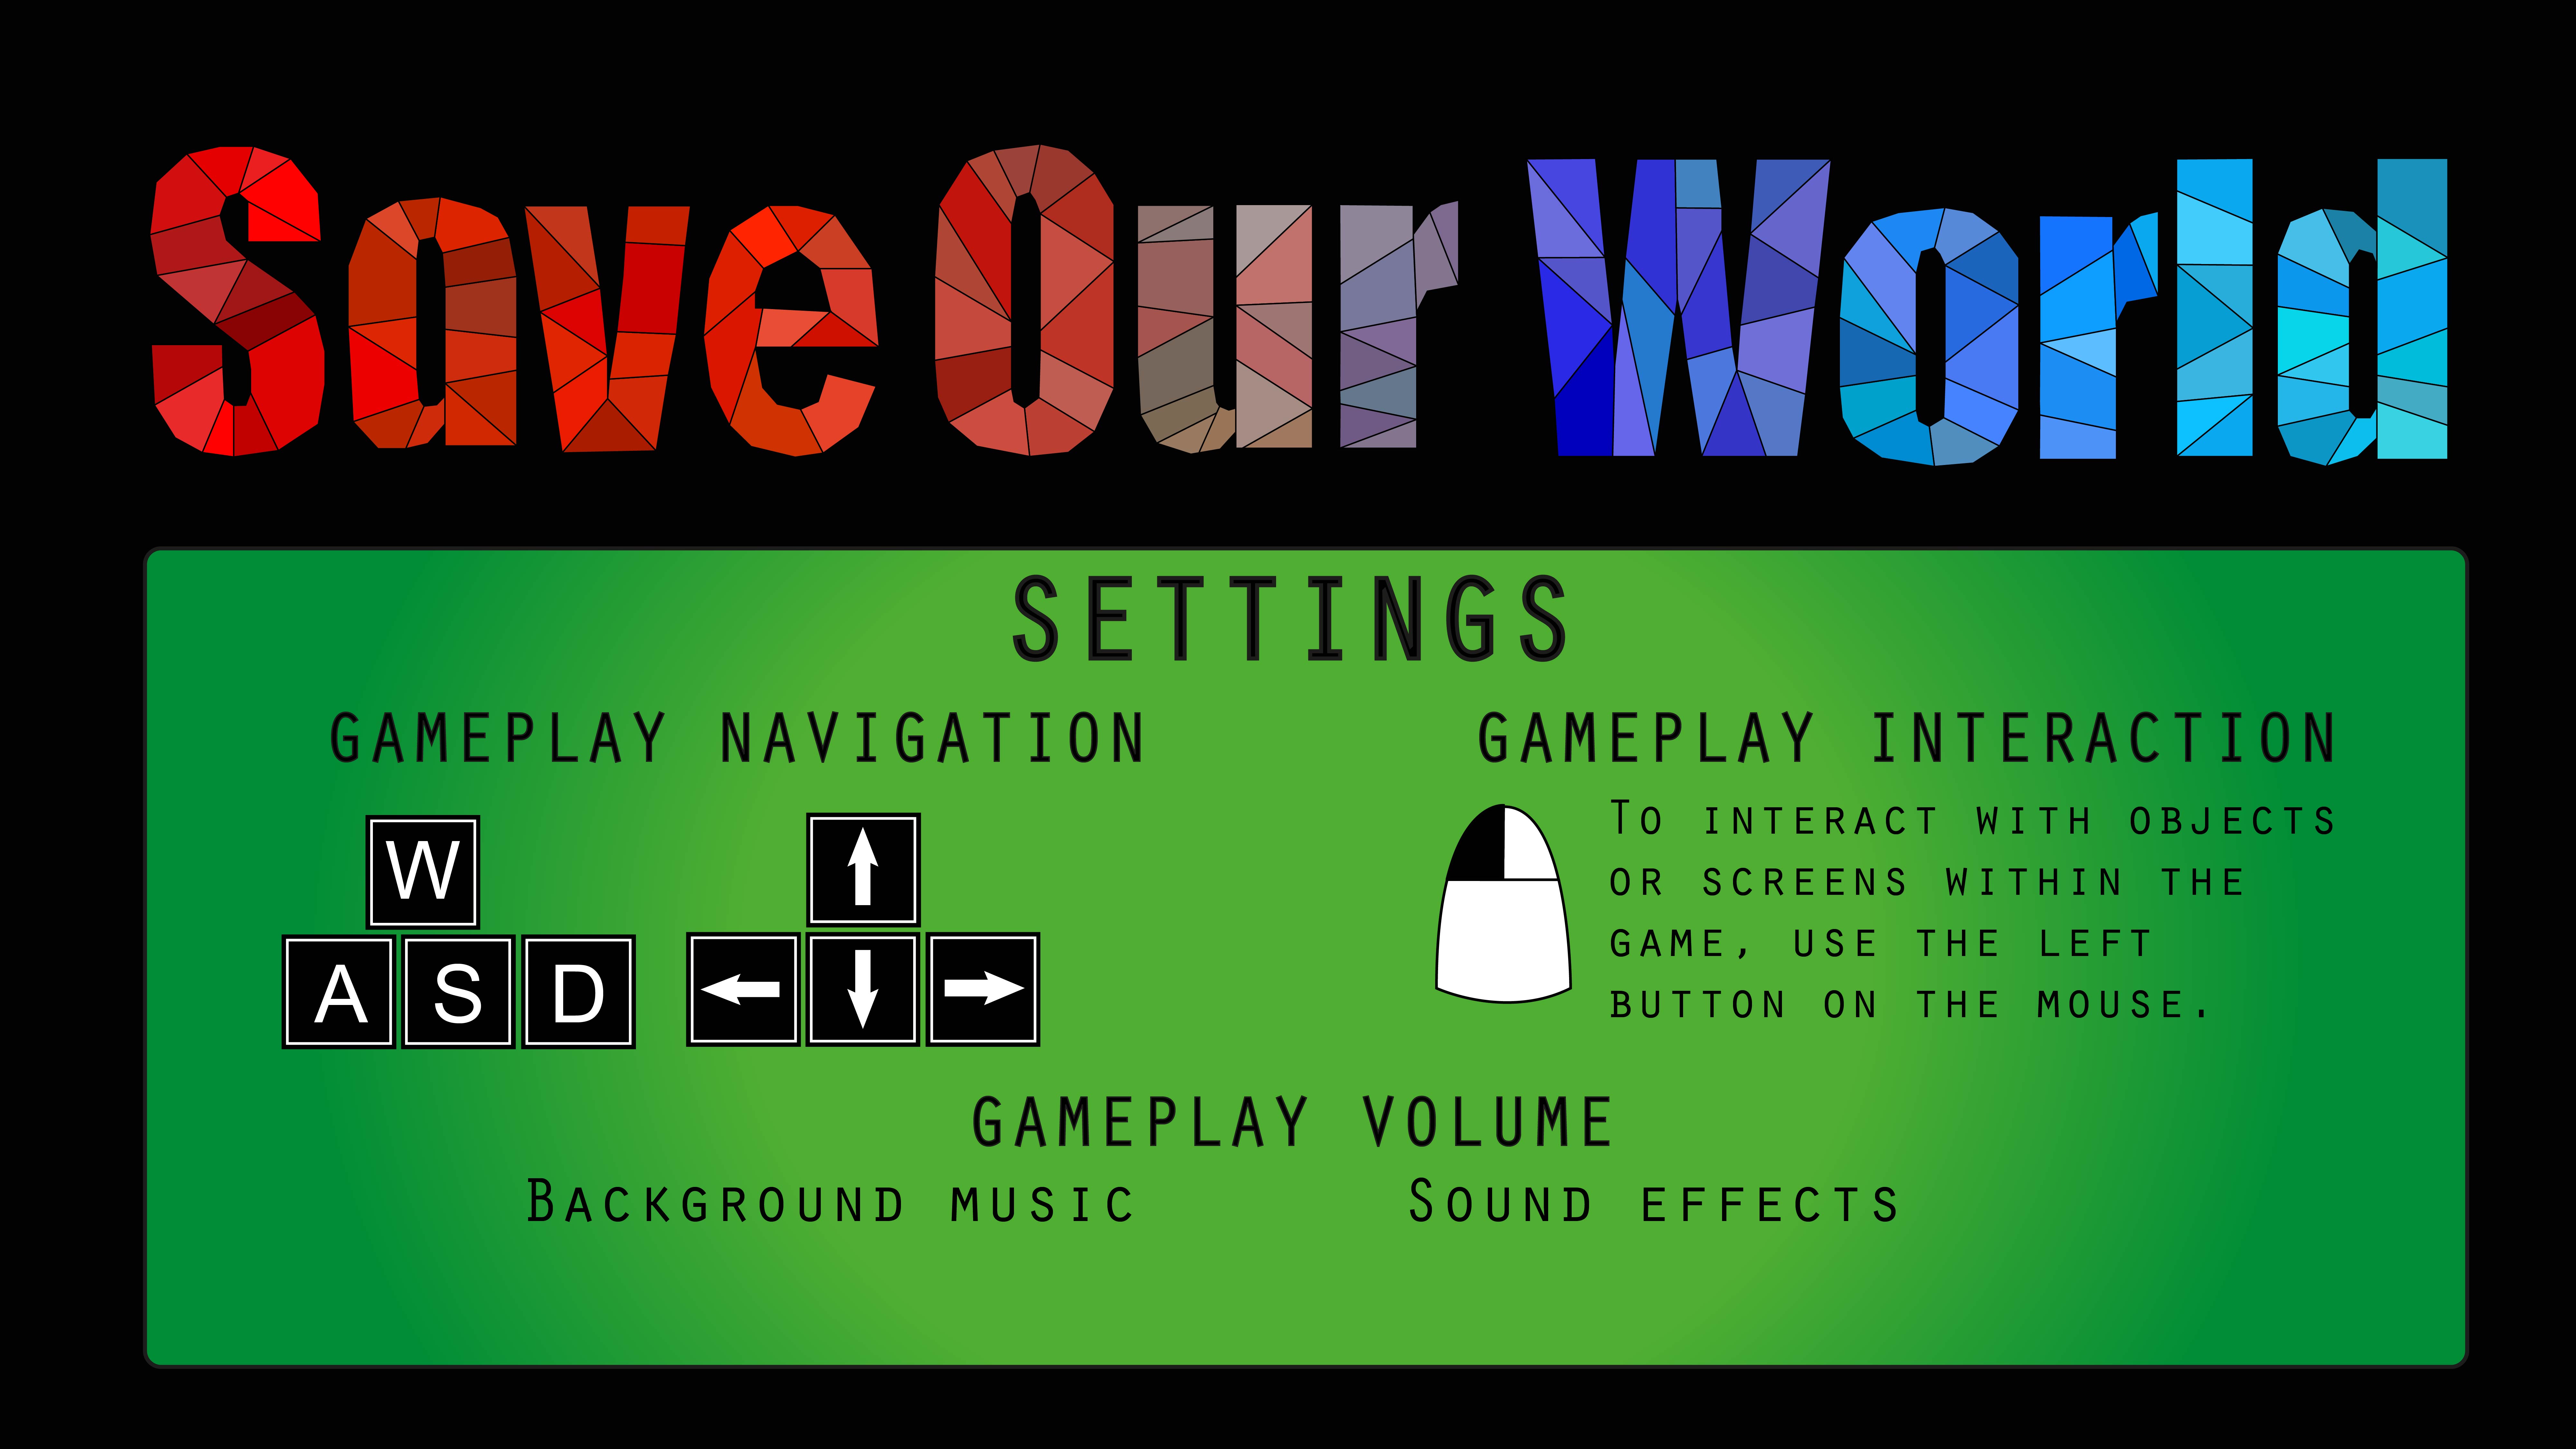 Save Our World
SETTINGS
GAMEPLAY NAVIGATION
W
A S D
GAMEPLAY INTERACTION
To interact with objects
or screens within the
game, use the left
button on the mouse.
GAMEPLAY VOLUME
Background music
Sound effects